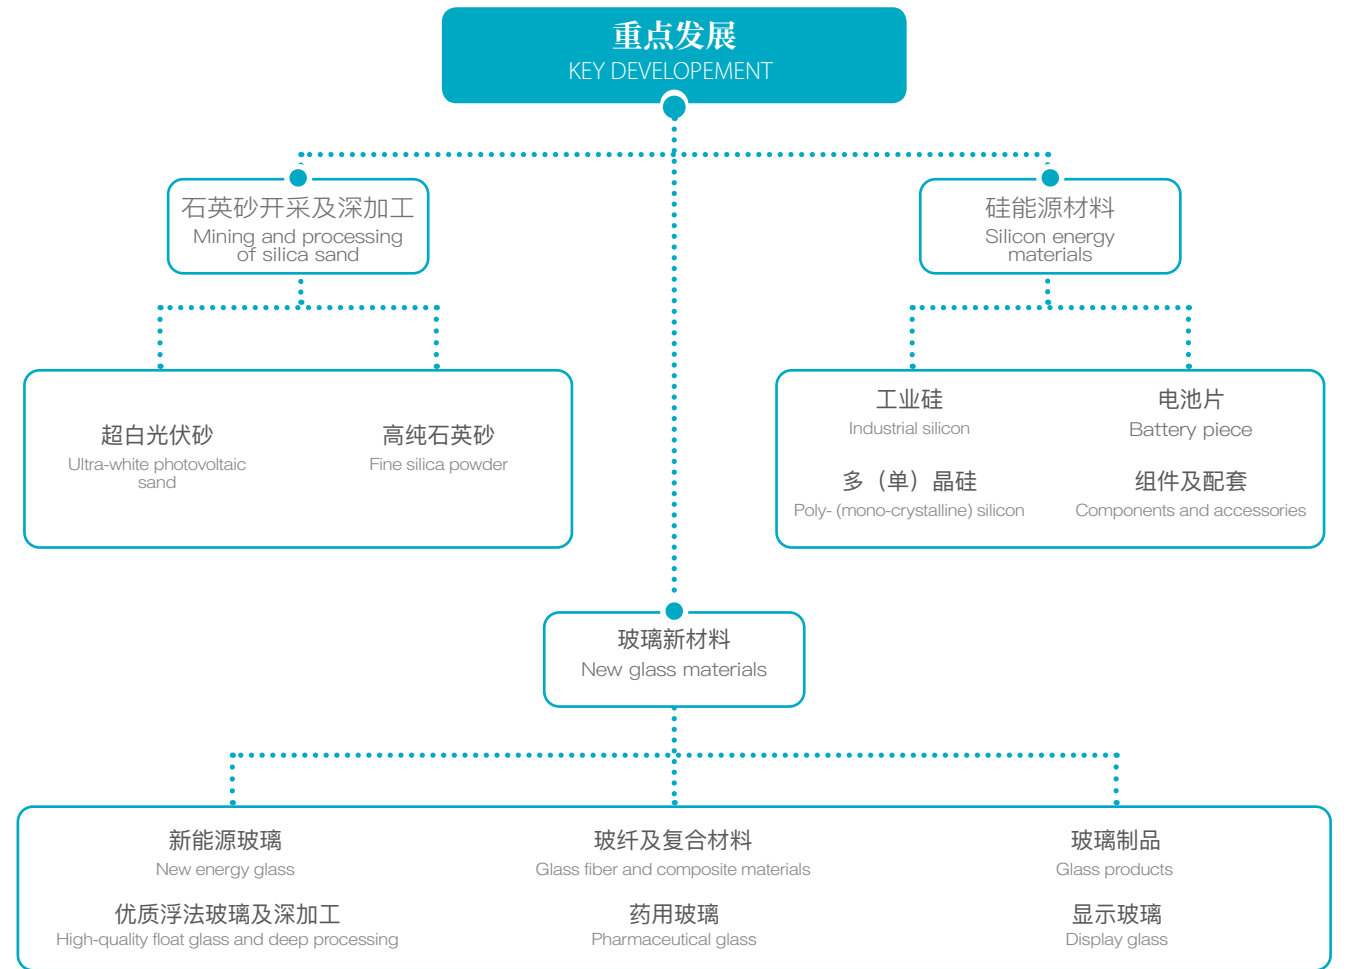 重点发展
KEY DEVELOPEMENT
石英砂开采及深加工
Mining and processing
of silica sand
硅能源材料
Silicon energy
materials
超白光伏砂
Ultra-white photovoltaic
sand
高纯石英砂
Fine silica powder
工业硅
Industrial silicon
电池片
Battery piece
多（单）晶硅
Poly- (mono-crystalline) silicon
组件及配套
Components and accessories
玻璃新材料
New glass materials
新能源玻璃
New energy glass
玻纤及复合材料
Glass fiber and composite materials
玻璃制品
Glass products
优质浮法玻璃及深加工
High-quality float glass and deep processing
药用玻璃
Pharmaceutical glass
显示玻璃
Display glass